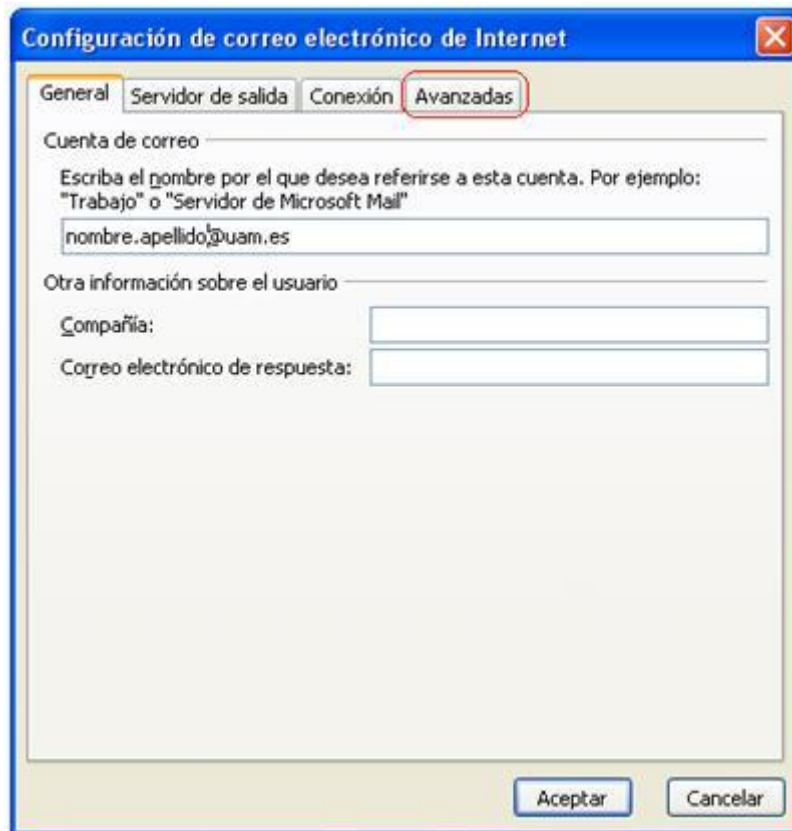 Configuración de correo electrónico de Internet
General Servidor de salida Conexión Avanzadas
Cuenta de correo
Escriba el nombre por el que desea referirse a esta cuenta. Por ejemplo:
"Trabajo" o "Servidor de Microsoft Mail"
nombre.apellido@uam.es
Otra información sobre el usuario
Compañía:
Correo electrónico de respuesta:
Aceptar Cancelar